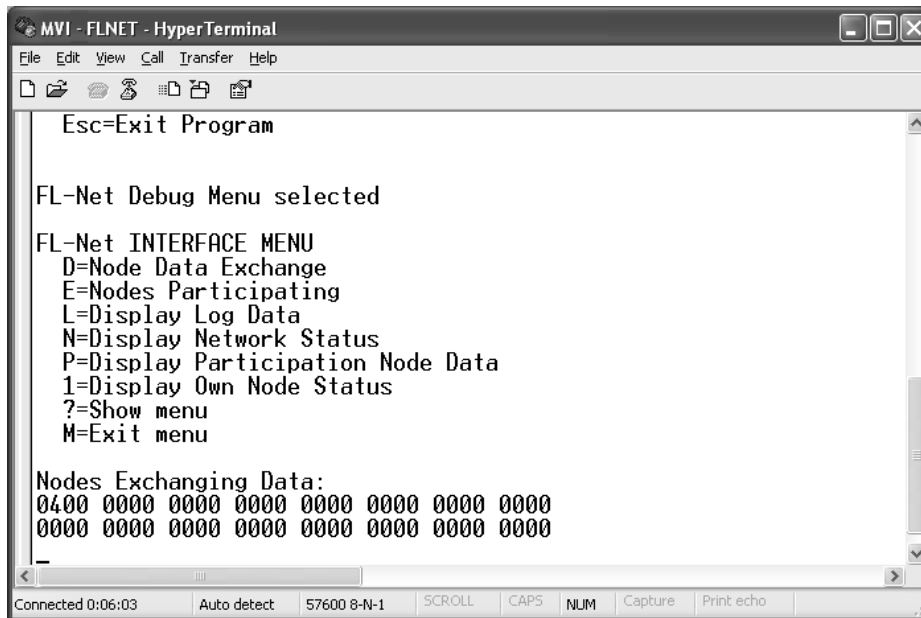 MVI - FLNET - HyperTerminal
File Edit View Call Transfer Help
Esc=Exit Program
FL-Net Debug Menu selected
FL-Net INTERFACE MENU
D=Node Data Exchange
E=Nodes Participating
L=Display Log Data
N=Display Network Status
P=Display Participation Node Data
1=Display Own Node Status
?=Show menu
M=Exit menu
Nodes Exchanging Data:
0400 0000 0000 0000 0000 0000 0000 0000
0000 0000 0000 0000 0000 0000 0000 0000
Connected 0:06:03 Auto detect 57600 8-N-1 SCROLL CAPS NUM Capture Print echo